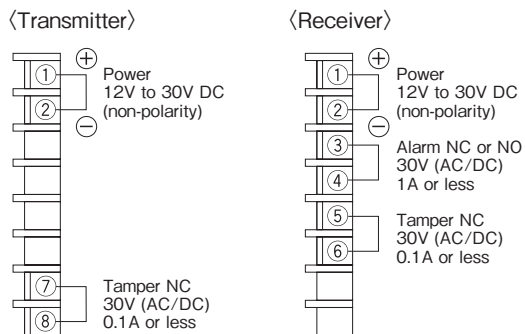 〈Transmitter〉
⊕
①
②
Power
12V to 30V DC
(non-polarity)
⊖
⑦
⑧
Tamper NC
30V (AC/DC)
0.1A or less
〈Receiver〉
⊕
①
②
Power
12V to 30V DC
(non-polarity)
⊖
③
④
Alarm NC or NO
30V (AC/DC)
1A or less
⑤
⑥
Tamper NC
30V (AC/DC)
0.1A or less